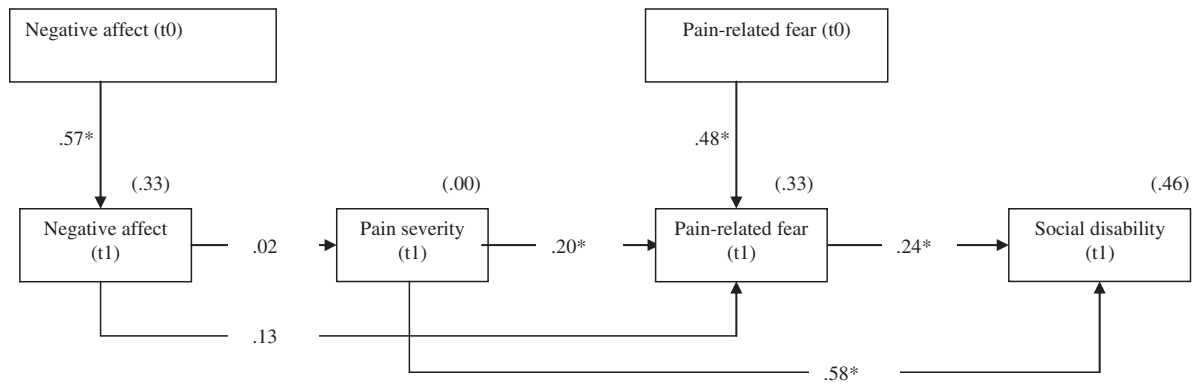 Negative affect (t0)
Pain-related fear (t0)
.57*
.48*
(.33)
(.00)
(.33)
(.46)
Negative affect
(t1)
.02
Pain severity
(t1)
.20*
Pain-related fear
(t1)
.24*
Social disability
(t1)
.13
.58*